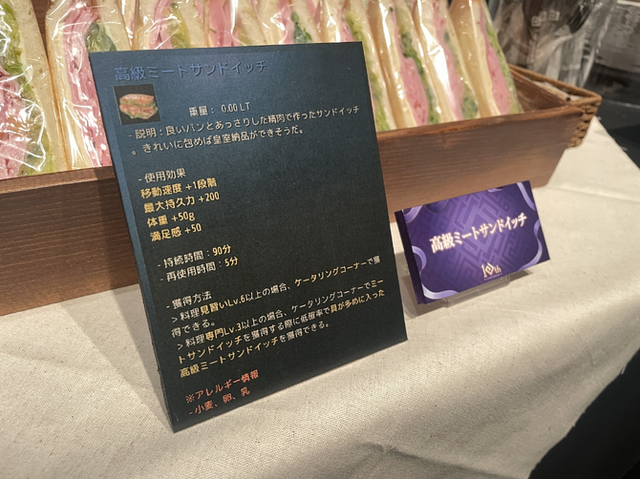 高級ミートサンドイッチ
重量： 0.00 LT
- 説明：良いパンとあっさりした精肉で作ったサンドイッチ
。きれいに包めば皇室納品ができそうだ。
- 使用効果
移動速度 +1段階
最大持久力 +200
体重 +50g
満足感 +50
- 持続時間：90分
- 再使用時間：5分
- 獲得方法
> 料理見習いLv.6以上の場合、ケータリングコーナーで獲
得できる。
> 料理専門Lv.3以上の場合、ケータリングコーナーでミー
トサンドイッチを獲得する際に低確率で具が多めに入った
高級ミートサンドイッチを獲得できる。
※アレルギー情報
- 小麦、卵、乳
高級ミートサンドイッチ
10th